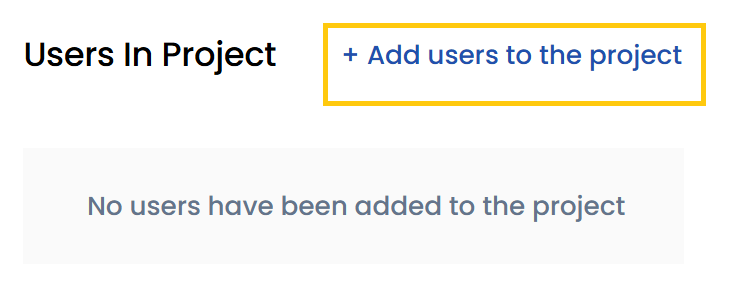 Users In Project
+ Add users to the project
No users have been added to the project